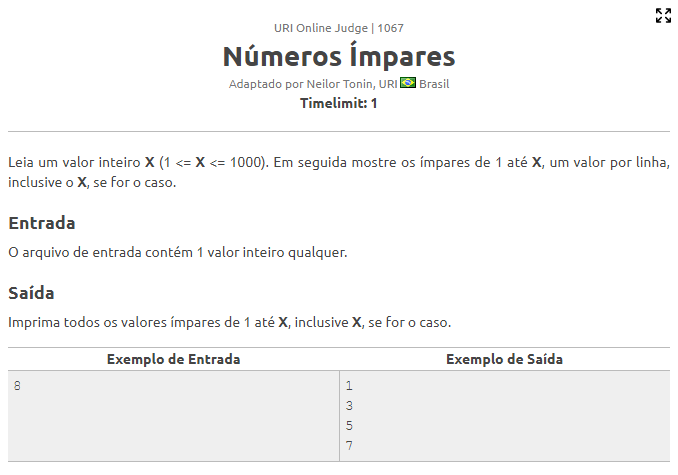 URI Online Judge | 1067
Números Ímpares
Adaptado por Neilor Tonin, URI Brasil
Timelimit: 1
Leia um valor inteiro X (1 <= X <= 1000). Em seguida mostre os ímpares de 1 até X, um valor por linha,
inclusive o X, se for o caso.
Entrada
O arquivo de entrada contém 1 valor inteiro qualquer.
Saída
Imprima todos os valores ímpares de 1 até X, inclusive X, se for o caso.
Exemplo de Entrada Exemplo de Saída
8 1
3
5
7